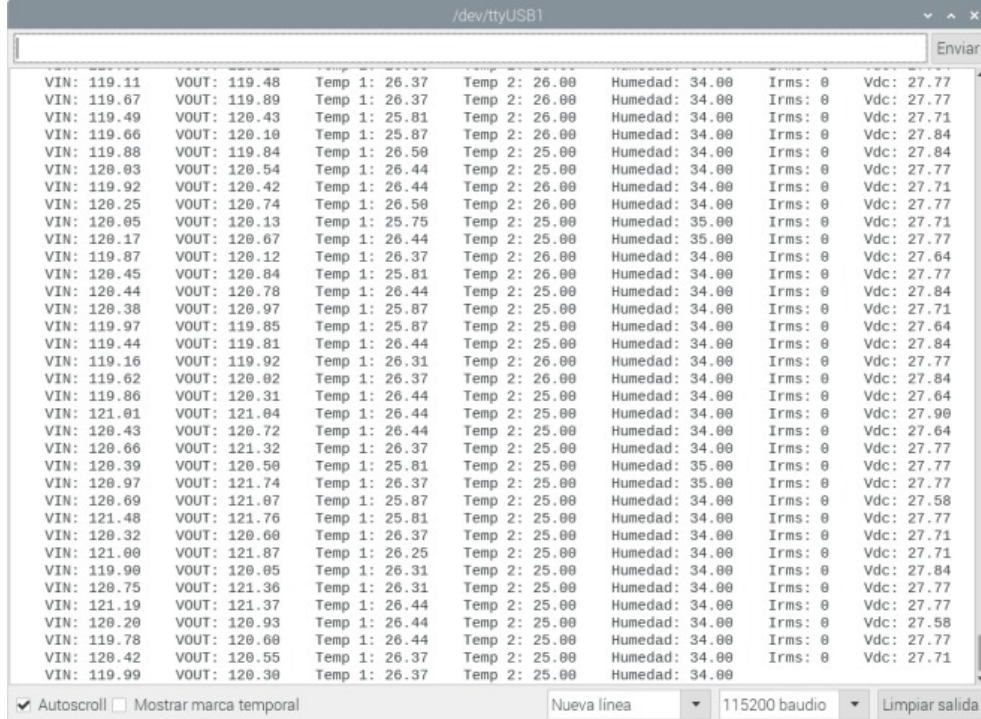 /dev/ttyUSB1
Enviar
VIN: 119.11 VOUT: 119.48 Temp 1: 26.37 Temp 2: 26.00 Humedad: 34.00 Irms: 0 Vdc: 27.77
VIN: 119.67 VOUT: 119.89 Temp 1: 26.37 Temp 2: 26.00 Humedad: 34.00 Irms: 0 Vdc: 27.77
VIN: 119.49 VOUT: 120.43 Temp 1: 25.81 Temp 2: 26.00 Humedad: 34.00 Irms: 0 Vdc: 27.71
VIN: 119.66 VOUT: 120.10 Temp 1: 25.87 Temp 2: 26.00 Humedad: 34.00 Irms: 0 Vdc: 27.84
VIN: 119.88 VOUT: 119.84 Temp 1: 26.50 Temp 2: 25.00 Humedad: 34.00 Irms: 0 Vdc: 27.84
VIN: 120.03 VOUT: 120.54 Temp 1: 26.44 Temp 2: 26.00 Humedad: 34.00 Irms: 0 Vdc: 27.77
VIN: 119.92 VOUT: 120.42 Temp 1: 26.44 Temp 2: 26.00 Humedad: 34.00 Irms: 0 Vdc: 27.71
VIN: 120.25 VOUT: 120.74 Temp 1: 26.50 Temp 2: 26.00 Humedad: 34.00 Irms: 0 Vdc: 27.77
VIN: 120.05 VOUT: 120.13 Temp 1: 25.75 Temp 2: 25.00 Humedad: 35.00 Irms: 0 Vdc: 27.71
VIN: 120.17 VOUT: 120.67 Temp 1: 26.44 Temp 2: 25.00 Humedad: 35.00 Irms: 0 Vdc: 27.77
VIN: 119.87 VOUT: 120.12 Temp 1: 26.37 Temp 2: 26.00 Humedad: 34.00 Irms: 0 Vdc: 27.64
VIN: 120.45 VOUT: 120.84 Temp 1: 25.81 Temp 2: 26.00 Humedad: 34.00 Irms: 0 Vdc: 27.77
VIN: 120.44 VOUT: 120.78 Temp 1: 26.44 Temp 2: 25.00 Humedad: 34.00 Irms: 0 Vdc: 27.84
VIN: 120.38 VOUT: 120.97 Temp 1: 25.87 Temp 2: 26.00 Humedad: 34.00 Irms: 0 Vdc: 27.71
VIN: 119.97 VOUT: 119.85 Temp 1: 25.87 Temp 2: 25.00 Humedad: 34.00 Irms: 0 Vdc: 27.64
VIN: 119.44 VOUT: 119.81 Temp 1: 26.44 Temp 2: 25.00 Humedad: 34.00 Irms: 0 Vdc: 27.84
VIN: 119.16 VOUT: 119.92 Temp 1: 26.31 Temp 2: 26.00 Humedad: 34.00 Irms: 0 Vdc: 27.77
VIN: 119.62 VOUT: 120.02 Temp 1: 26.37 Temp 2: 26.00 Humedad: 34.00 Irms: 0 Vdc: 27.84
VIN: 119.86 VOUT: 120.31 Temp 1: 26.44 Temp 2: 25.00 Humedad: 34.00 Irms: 0 Vdc: 27.64
VIN: 121.01 VOUT: 121.04 Temp 1: 26.44 Temp 2: 25.00 Humedad: 34.00 Irms: 0 Vdc: 27.90
VIN: 120.43 VOUT: 120.72 Temp 1: 26.44 Temp 2: 25.00 Humedad: 34.00 Irms: 0 Vdc: 27.64
VIN: 120.66 VOUT: 121.32 Temp 1: 26.37 Temp 2: 25.00 Humedad: 34.00 Irms: 0 Vdc: 27.77
VIN: 120.39 VOUT: 120.50 Temp 1: 25.81 Temp 2: 25.00 Humedad: 35.00 Irms: 0 Vdc: 27.77
VIN: 120.97 VOUT: 121.74 Temp 1: 26.37 Temp 2: 25.00 Humedad: 35.00 Irms: 0 Vdc: 27.77
VIN: 120.69 VOUT: 121.07 Temp 1: 25.87 Temp 2: 25.00 Humedad: 34.00 Irms: 0 Vdc: 27.58
VIN: 121.48 VOUT: 121.76 Temp 1: 25.81 Temp 2: 25.00 Humedad: 34.00 Irms: 0 Vdc: 27.77
VIN: 120.32 VOUT: 120.60 Temp 1: 26.37 Temp 2: 25.00 Humedad: 34.00 Irms: 0 Vdc: 27.71
VIN: 121.00 VOUT: 121.87 Temp 1: 26.25 Temp 2: 25.00 Humedad: 34.00 Irms: 0 Vdc: 27.71
VIN: 119.90 VOUT: 120.05 Temp 1: 26.31 Temp 2: 25.00 Humedad: 34.00 Irms: 0 Vdc: 27.84
VIN: 120.75 VOUT: 121.36 Temp 1: 26.31 Temp 2: 25.00 Humedad: 34.00 Irms: 0 Vdc: 27.77
VIN: 121.19 VOUT: 121.37 Temp 1: 26.44 Temp 2: 25.00 Humedad: 34.00 Irms: 0 Vdc: 27.77
VIN: 120.20 VOUT: 120.93 Temp 1: 26.44 Temp 2: 25.00 Humedad: 34.00 Irms: 0 Vdc: 27.58
VIN: 119.78 VOUT: 120.60 Temp 1: 26.44 Temp 2: 25.00 Humedad: 34.00 Irms: 0 Vdc: 27.77
VIN: 120.42 VOUT: 120.55 Temp 1: 26.37 Temp 2: 25.00 Humedad: 34.00 Irms: 0 Vdc: 27.71
VIN: 119.99 VOUT: 120.30 Temp 1: 26.37 Temp 2: 25.00 Humedad: 34.00
Autoscroll Mostrar marca temporal Nueva línea 115200 baudio Limpiar salida